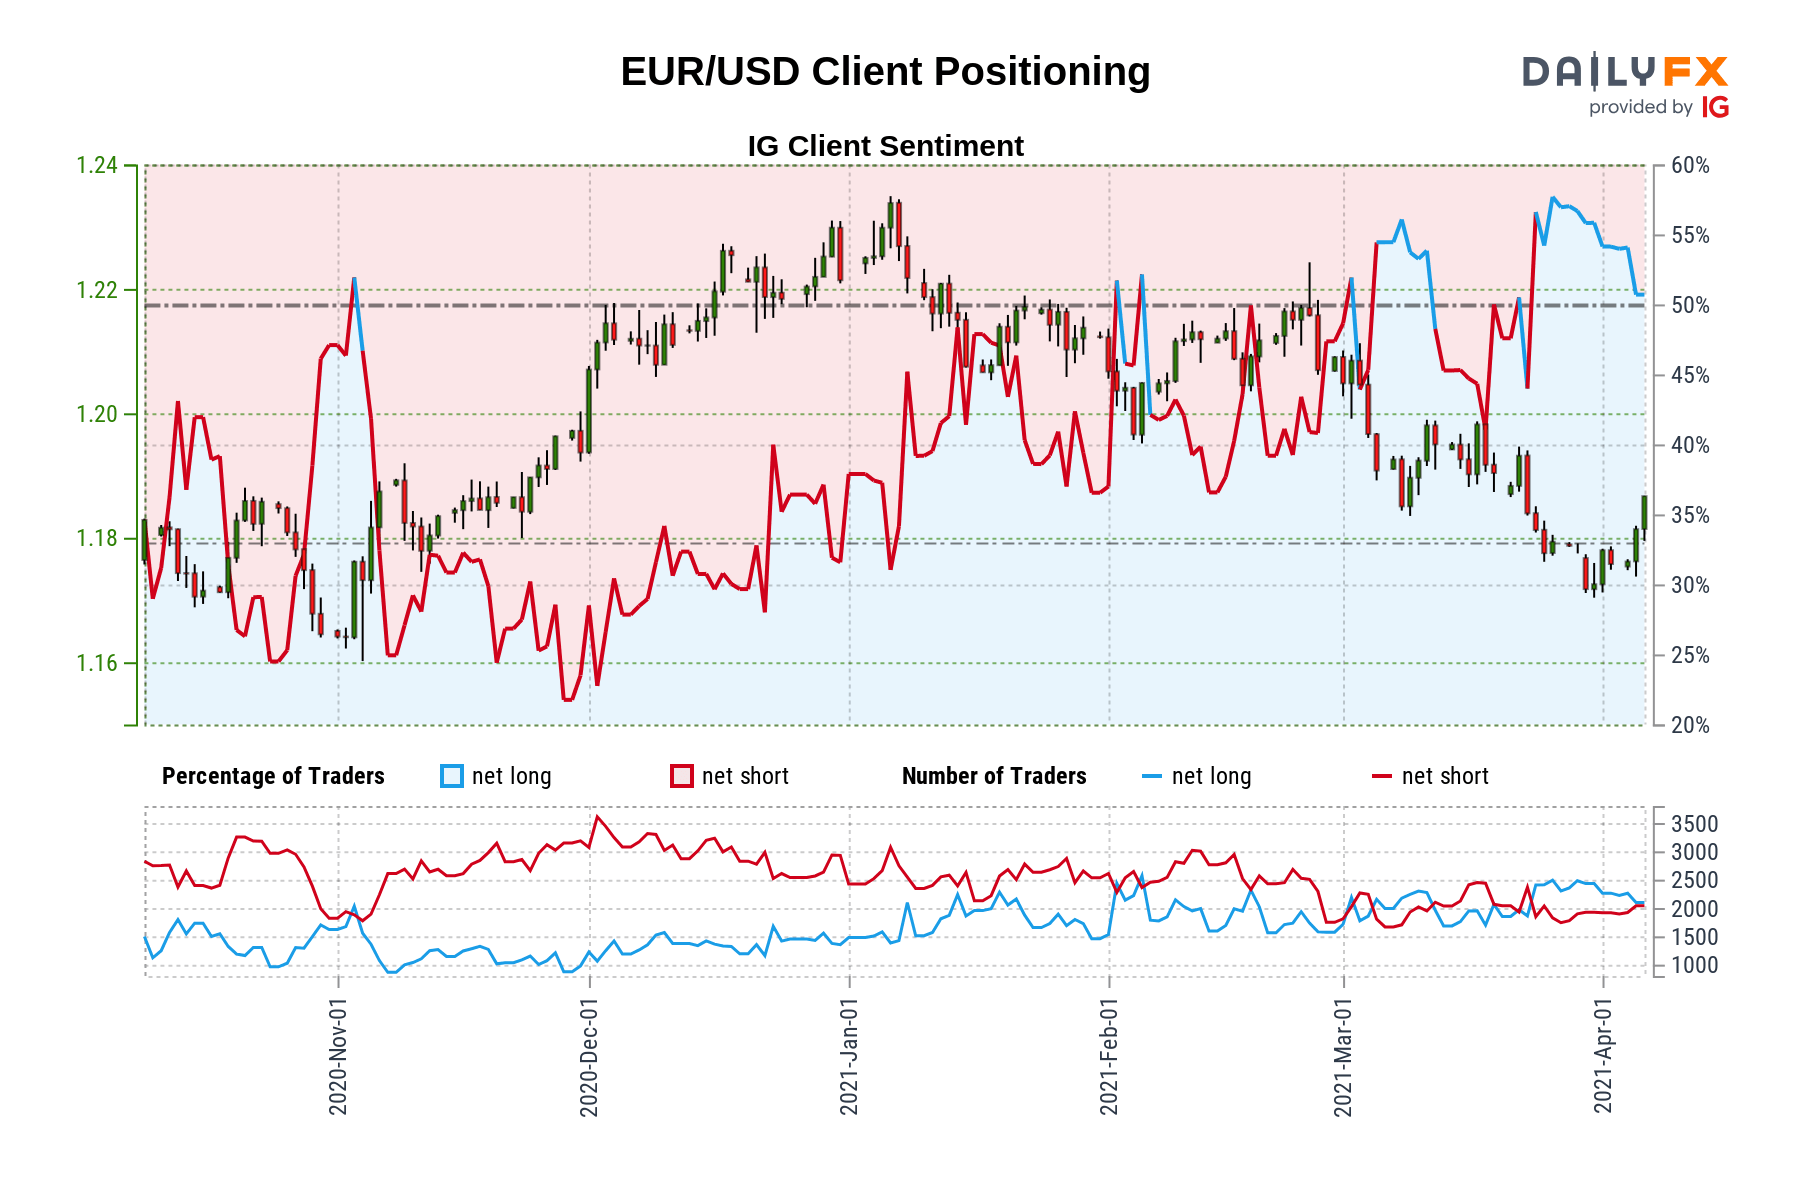 EUR/USD Client Positioning
DAILYFX
provided by IG
IG Client Sentiment
1.24
1.22
1.20
1.18
1.16
60%
55%
50%
45%
40%
35%
30%
25%
20%
Percentage of Traders net long net short Number of Traders net long net short
3500
3000
2500
2000
1500
1000
2020-Nov-01
2020-Dec-01
2021-Jan-01
2021-Feb-01
2021-Mar-01
2021-Apr-01